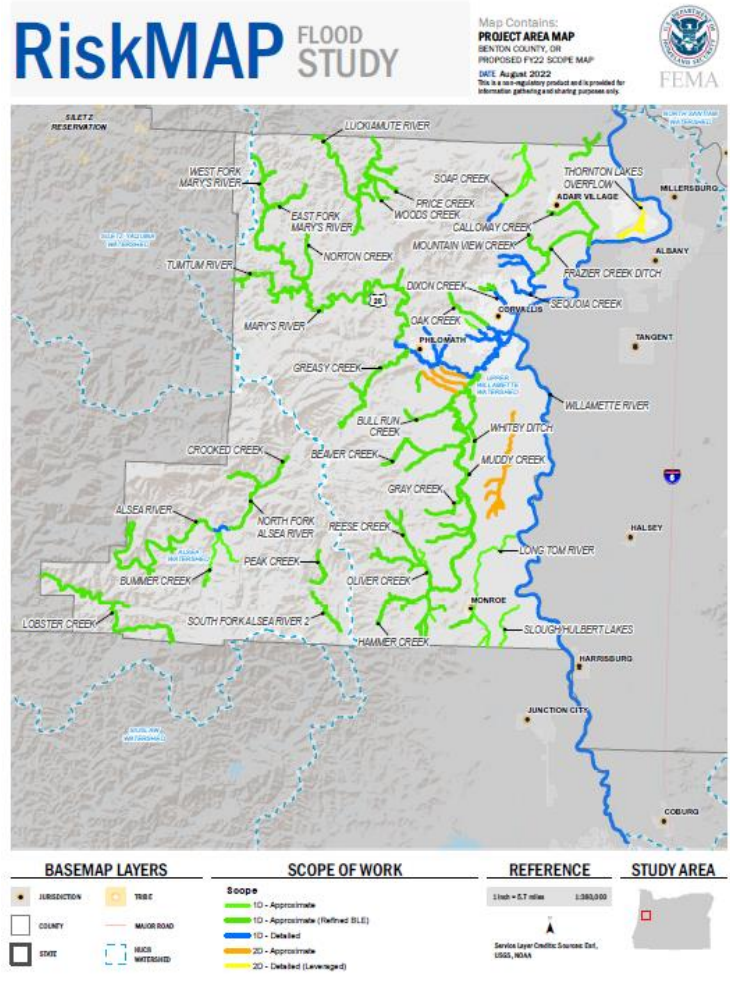 RiskMAP
FLOOD
STUDY
Map Contains:
PROJECT AREA MAP
BENTON COUNTY, OR
PROPOSED FY22 SCOPE MAP
DATE August 2022
This is a non-regulatory product and is provided for
information gathering and sharing purposes only.
FEMA
SILETZ
RESERVATION
LUCKIAMUTE RIVER
NORTH SANTIAM
WATERSHED
WEST FORK
MARY'S RIVER
SOAP CREEK
THORNTON LAKES
OVERFLOW
MILLERSBURG
PRICE CREEK
ADAIR VILLAGE
EAST FORK
MARY'S RIVER
WOODS CREEK
CALLOWAY CREEK
SILETZ YAQUINA
WATERSHED
MOUNTAIN VIEW CREEK
ALBANY
NORTON CREEK
TUMTUM RIVER
FRAZIER CREEK DITCH
DIXON CREEK
20
SEQUOIA CREEK
CORVALLIS
MARY'S RIVER
OAK CREEK
PHILOMATH
TANGENT
GREASY CREEK
UPPER
WILLAMETTE
WATERSHED
WILLAMETTE RIVER
BULL RUN
CREEK
WHITBY DITCH
CROOKED CREEK
BEAVER CREEK
MUDDY CREEK
GRAY CREEK
ALSEA RIVER
NORTH FORK
ALSEA RIVER
REESE CREEK
HALSEY
ALSEA
WATERSHED
PEAK CREEK
LONG TOM RIVER
BUMMER CREEK
OLIVER CREEK
MONROE
LOBSTER CREEK
SOUTH FORK ALSEA RIVER 2
SLOUGH/HULBERT LAKES
HAMMER CREEK
HARRISBURG
JUNCTION CITY
SIUSLAW
WATERSHED
COBURG
BASEMAP LAYERS
JURISDICTION
TRIBE
COUNTY
MAJOR ROAD
STATE
HUC8
WATERSHED
SCOPE OF WORK
Scope
1D - Approximate
1D - Approximate (Refined BLE)
1D - Detailed
2D - Approximate
2D - Detailed (Leveraged)
REFERENCE
1 inch = 5.7 miles
1:360,000
N
Service Layer Credits: Sources: Esri,
USGS, NOAA
STUDY AREA